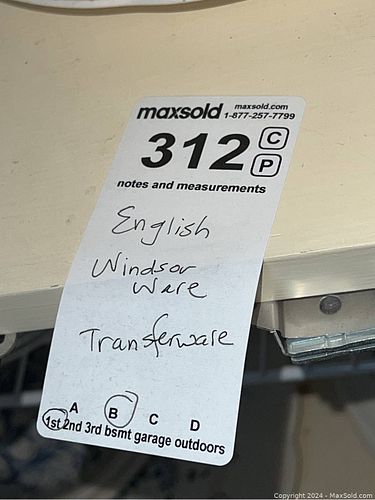 maxsold maxsold.com
1-877-257-7799
312 C
P
notes and measurements
English
Windsor
Ware
Transferware
A B C D
1st 2nd 3rd bsmt garage outdoors
Copyright 2024 - MaxSold.com